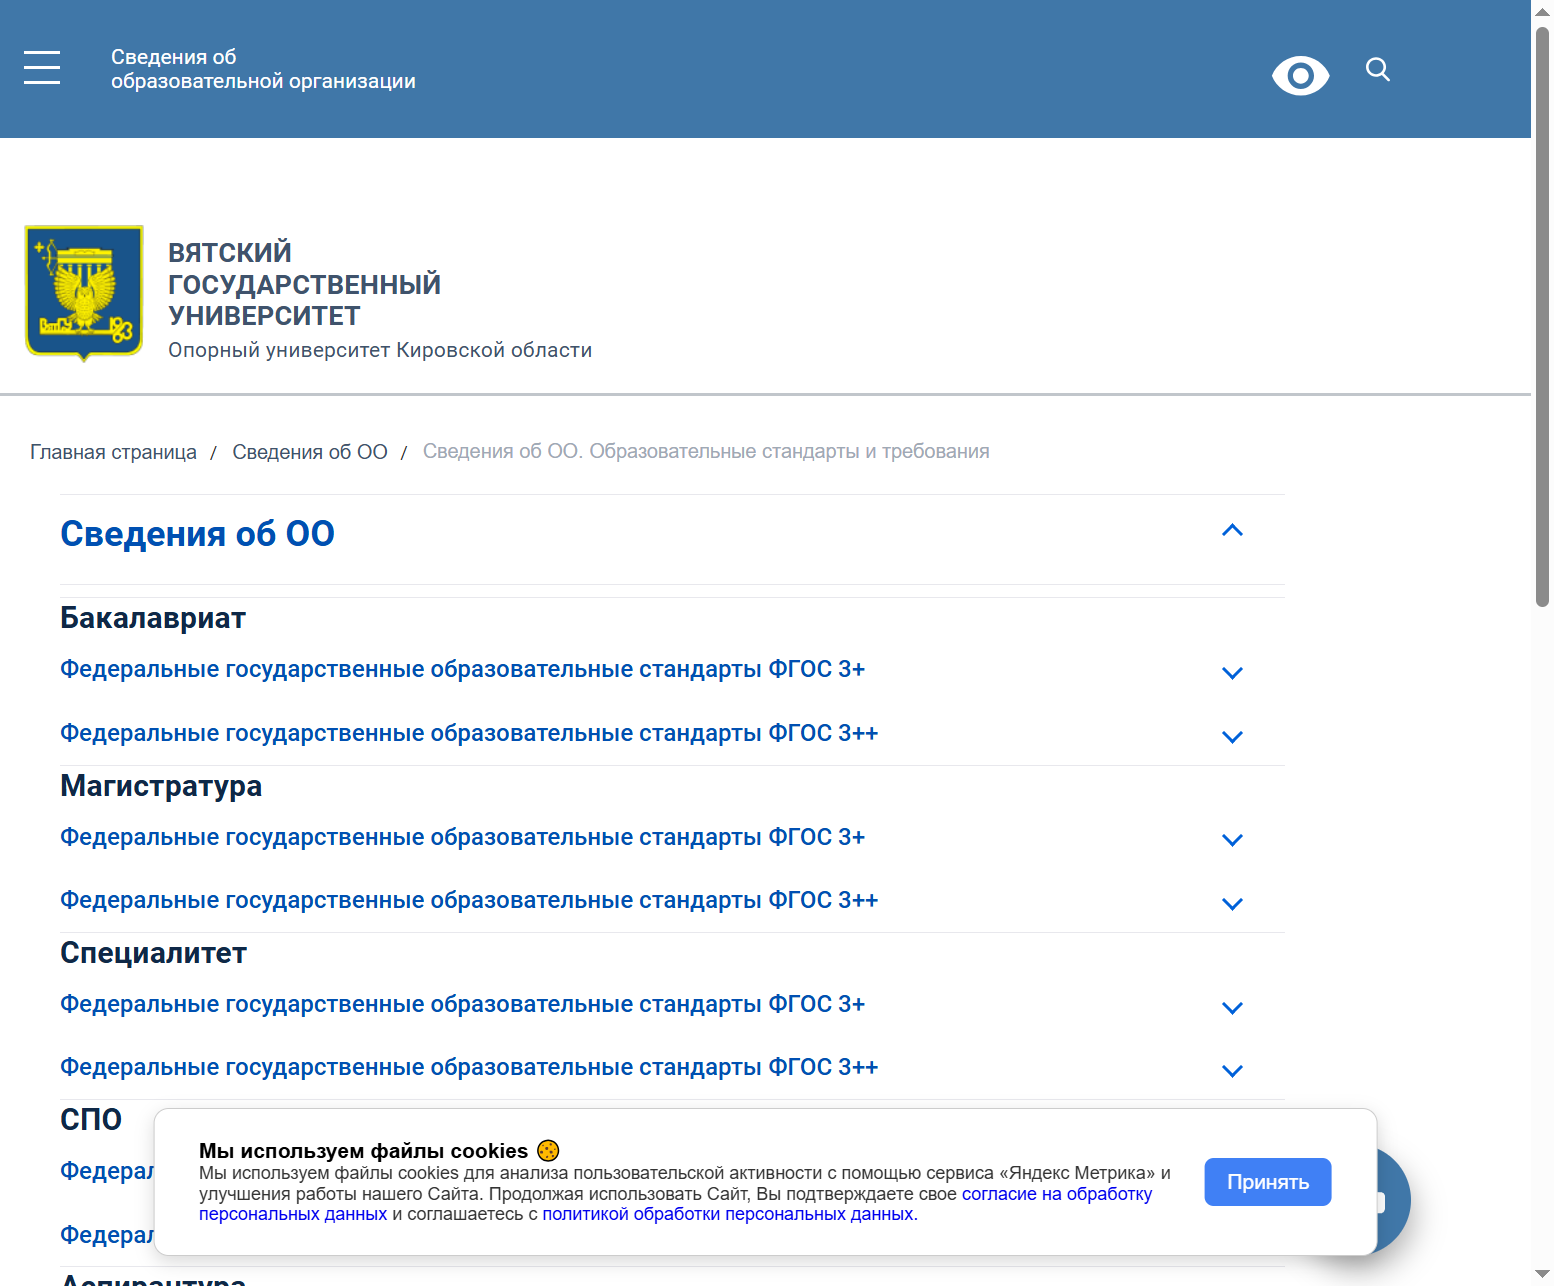 Сведения об
образовательной организации
ВЯТСКИЙ
ГОСУДАРСТВЕННЫЙ
УНИВЕРСИТЕТ
Опорный университет Кировской области
Главная страница / Сведения об ОО / Сведения об ОО. Образовательные стандарты и требования
Сведения об ОО
Бакалавриат
Федеральные государственные образовательные стандарты ФГОС 3+
Федеральные государственные образовательные стандарты ФГОС 3++
Магистратура
Федеральные государственные образовательные стандарты ФГОС 3+
Федеральные государственные образовательные стандарты ФГОС 3++
Специалитет
Федеральные государственные образовательные стандарты ФГОС 3+
Федеральные государственные образовательные стандарты ФГОС 3++
СПО
Мы используем файлы cookies
Мы используем файлы cookies для анализа пользовательской активности с помощью сервиса «Яндекс Метрика» и
улучшения работы нашего Сайта. Продолжая использовать Сайт, Вы подтверждаете свое согласие на обработку
персональных данных и соглашаетесь с политикой обработки персональных данных.
Принять
Аспирантура